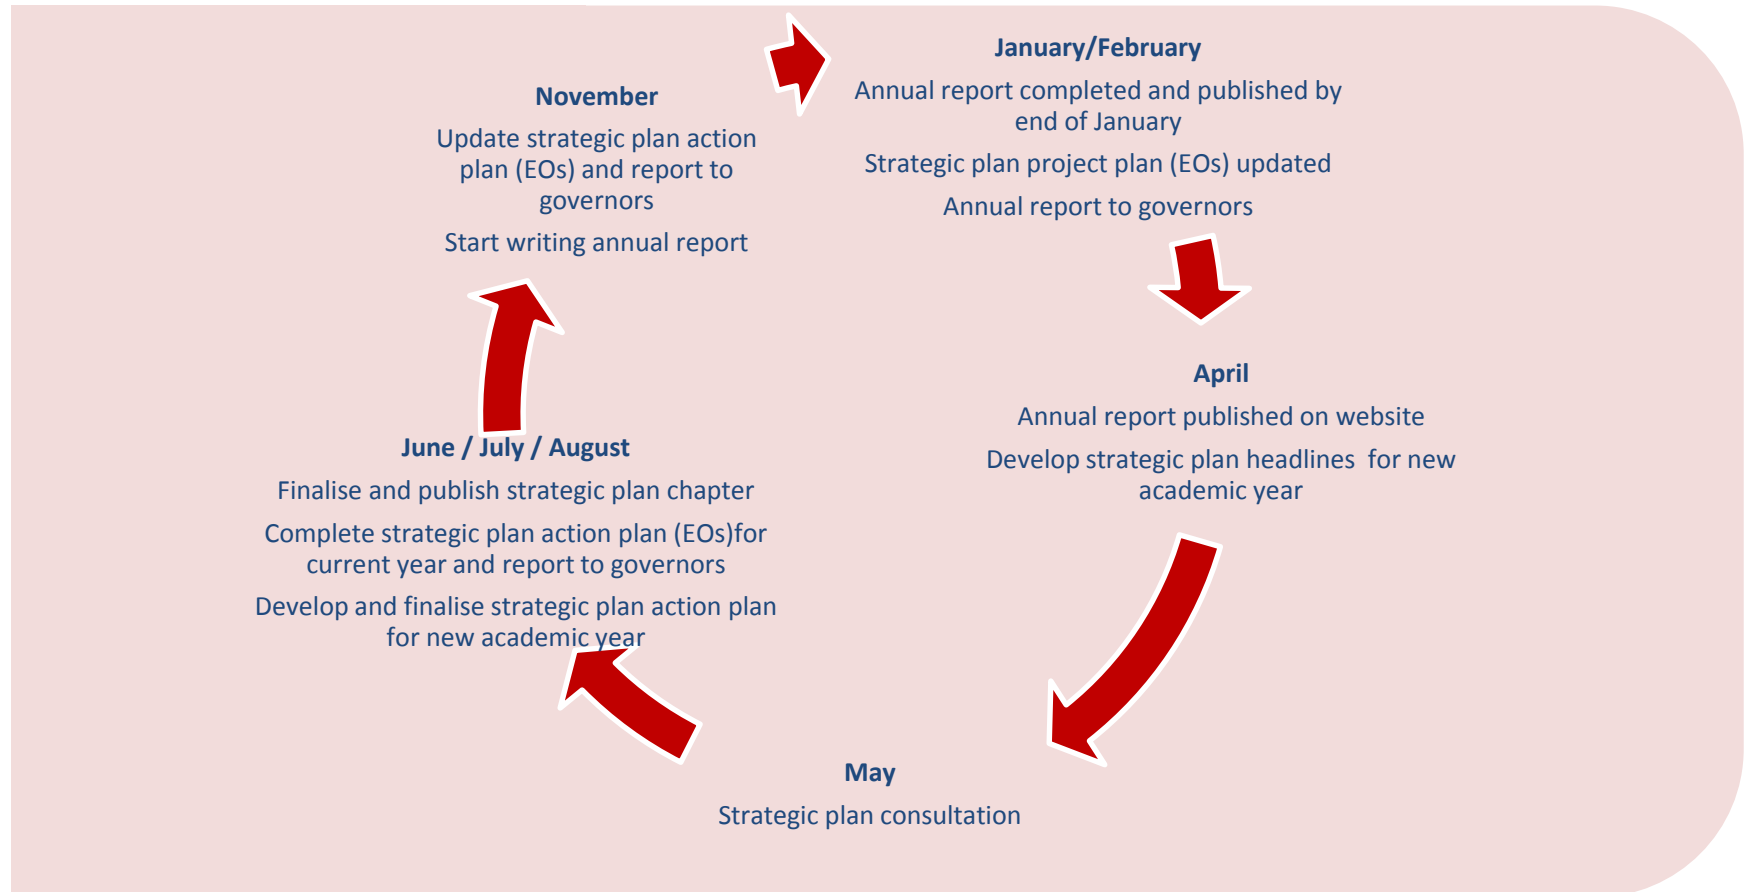 January/February
Annual report completed and published by
end of January
Strategic plan project plan (EOs) updated
Annual report to governors
April
Annual report published on website
Develop strategic plan headlines  for new
academic year
May
Strategic plan consultation
June / July / August
Finalise and publish strategic plan chapter
Complete strategic plan action plan (EOs)for
current year and report to governors
Develop and finalise strategic plan action plan
for new academic year
November
Update strategic plan action
plan (EOs) and report to
governors
Start writing annual report